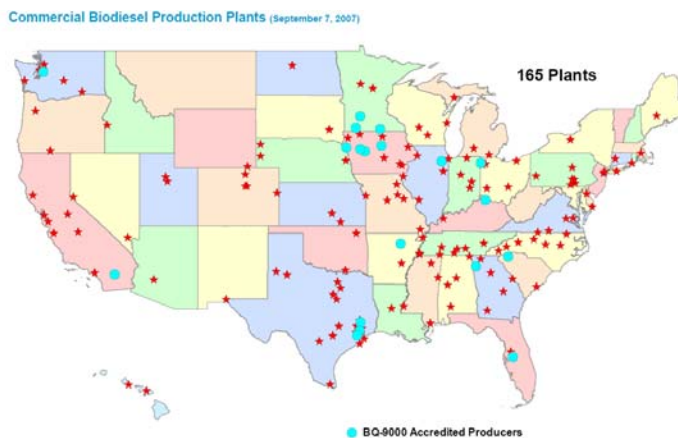 Commercial Biodiesel Production Plants (September 7, 2007)
165 Plants
BQ-9000 Accredited Producers